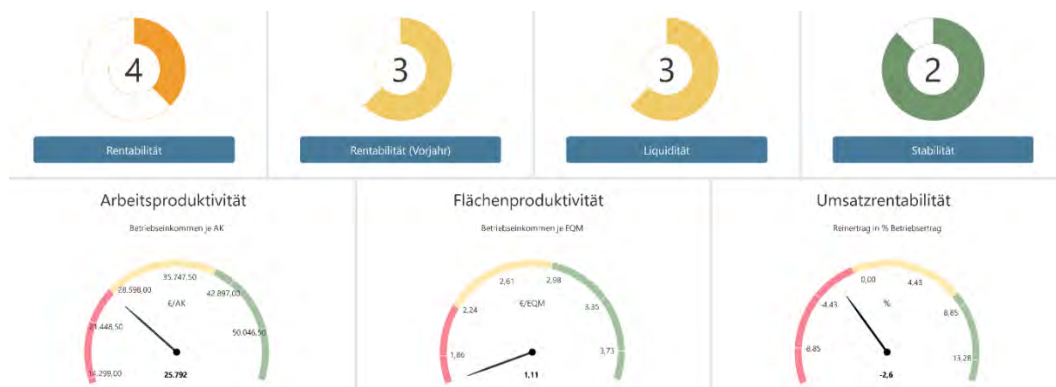 4
3
3
2
Rentabilität
Rentabilität (Vorjahr)
Liquidität
Stabilität
Arbeitsproduktivität
Betriebseinkommen je AK
14.299,00
21.448,50
28.598,00
35.747,50
42.897,00
50.046,50
€/AK
25.792
Flächenproduktivität
Betriebseinkommen je EQM
1,86
2,24
2,61
2,98
3,35
3,73
€/EQM
1,11
Umsatzrentabilität
Reinertrag in % Betriebsertrag
-8,85
-4,43
0,00
4,43
8,85
13,28
%
-2,6